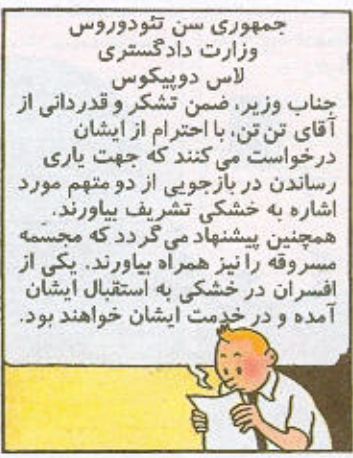 جمهوری سن تئودوروس
وزارت دادگستری
لاس دوپیکوس
جناب وزیر، ضمن تشکر و قدردانی از
آقای تن تن، با احترام از ایشان
درخواست می کنند که جهت یاری
رساندن در بازجویی از دو متهم مورد
اشاره به خشکی تشریف بیاورند.
همچنین پیشنهاد می گردد که مجسّمه
مسروقه را نیز همراه بیاورند. یکی از
افسران در خشکی به استقبال ایشان
آمده و در خدمت ایشان خواهند بود.